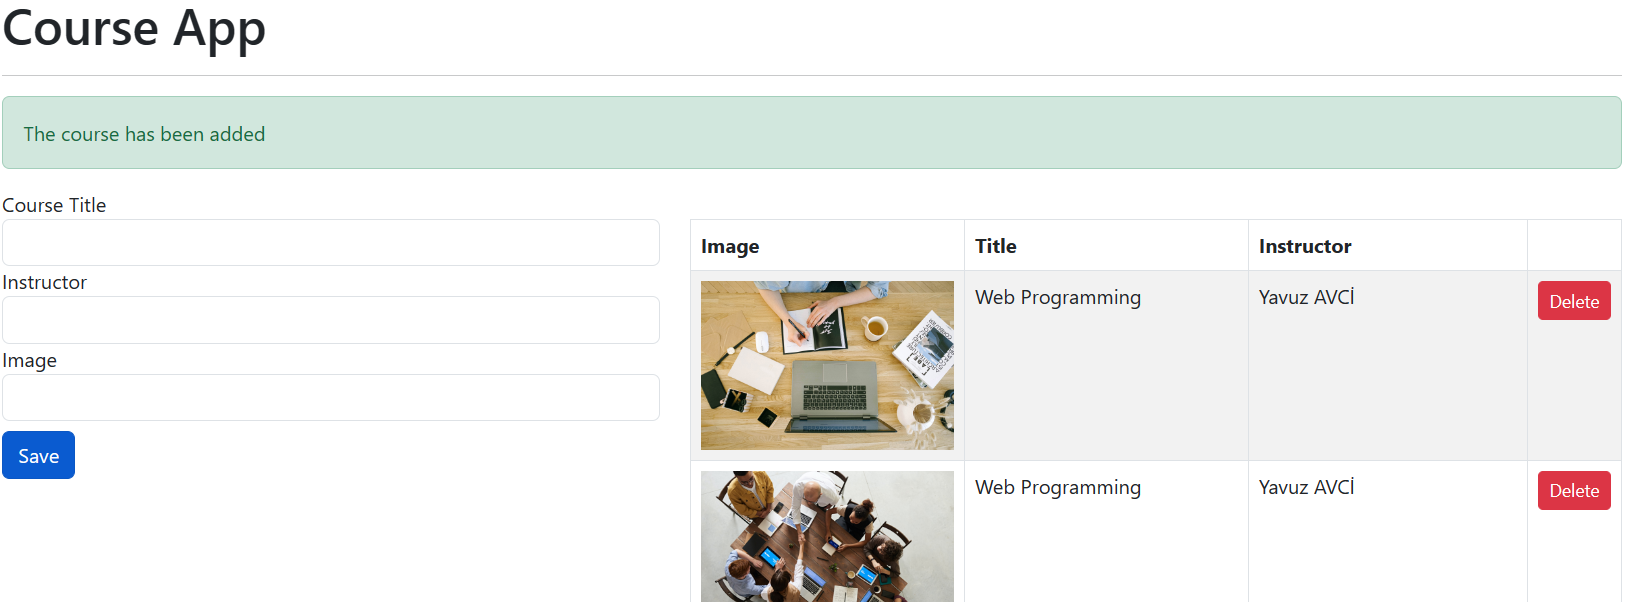 Course App
The course has been added
Course Title
Instructor
Image
Save
Image Title Instructor
Web Programming Yavuz AVCİ Delete
Web Programming Yavuz AVCİ Delete